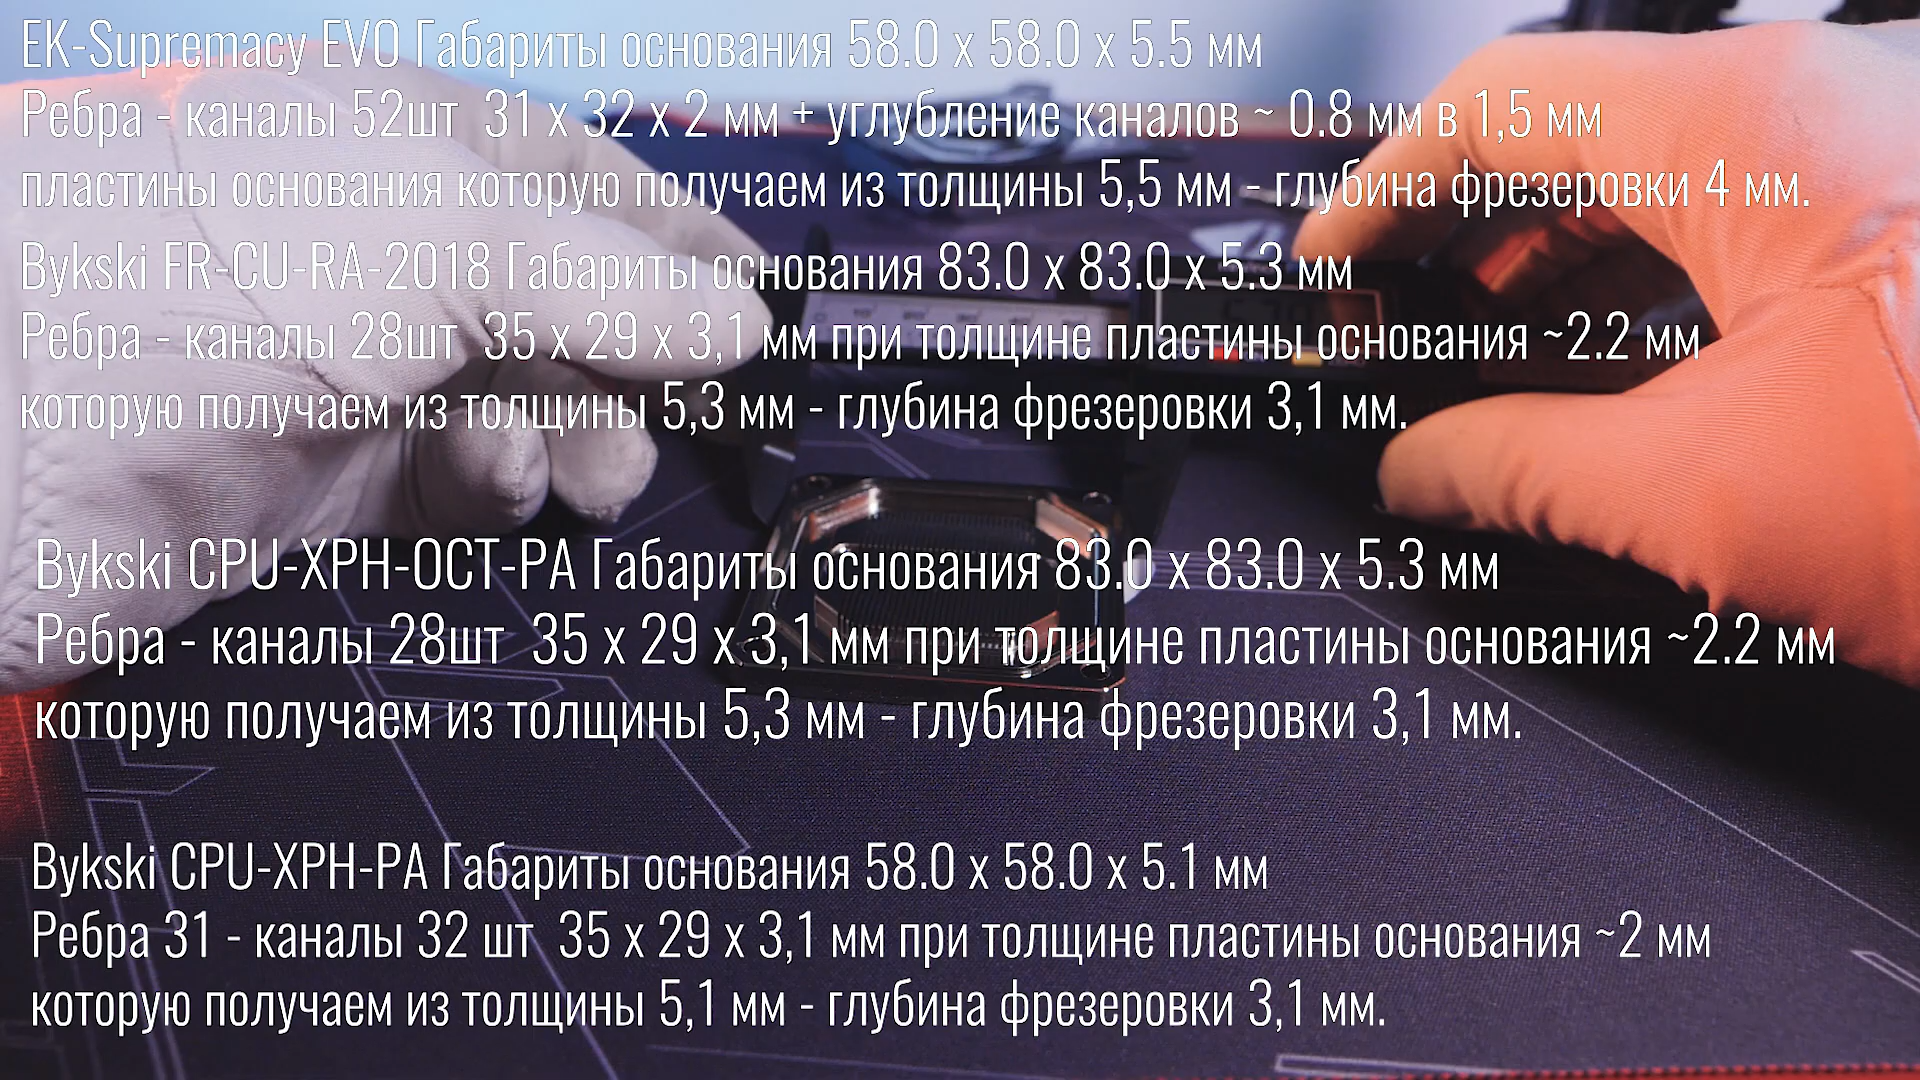 EK-Supremacy EVO Габариты основания 58.0 x 58.0 x 5.5 мм
Ребра - каналы 52шт 31 x 32 x 2 мм + углубление каналов ~ 0.8 мм в 1,5 мм
пластины основания которую получаем из толщины 5,5 мм - глубина фрезеровки 4 мм.
Bykski FR-CU-RA-2018 Габариты основания 83.0 x 83.0 x 5.3 мм
Ребра - каналы 28шт 35 x 29 x 3,1 мм при толщине пластины основания ~2.2 мм
которую получаем из толщины 5,3 мм - глубина фрезеровки 3,1 мм.
Bykski CPU-XPH-OCT-PA Габариты основания 83.0 x 83.0 x 5.3 мм
Ребра - каналы 28шт 35 x 29 x 3,1 мм при толщине пластины основания ~2.2 мм
которую получаем из толщины 5,3 мм - глубина фрезеровки 3,1 мм.
Bykski CPU-XPH-PA Габариты основания 58.0 x 58.0 x 5.1 мм
Ребра 31 - каналы 32 шт 35 x 29 x 3,1 мм при толщине пластины основания ~2 мм
которую получаем из толщины 5,1 мм - глубина фрезеровки 3,1 мм.